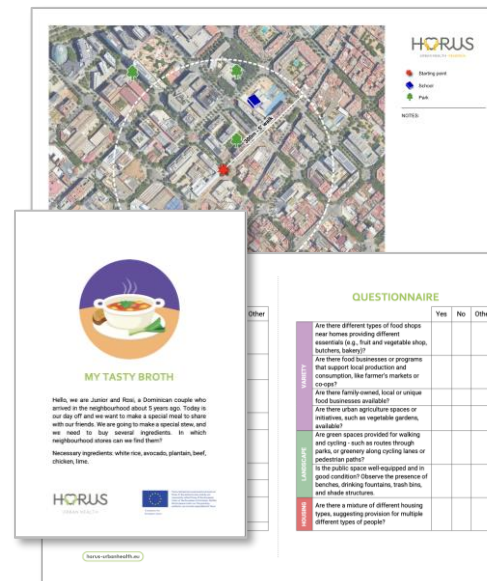 HORUS
URBAN HEALTH
Starting point
School
Park
NOTES:
MY TASTY BROTH
Hello, we are Junior and Rosi, a Dominican couple who
arrived in the neighbourhood about 5 years ago. Today is
our day off and we want to make a special meal to share
with our friends. We are going to make a special stew, and
we need to buy several ingredients. In which
neighbourhood stores can we find them?
Necessary ingredients: white rice, avocado, plantain, beef,
chicken, lime.
HORUS
URBAN HEALTH
horus-urbanhealth.eu
Other
QUESTIONNAIRE
Yes No Other
VARIETY
Are there different types of food shops
near homes providing different
essentials (e.g., fruit and vegetable shop,
butchers, bakery)?
Are there food businesses or programs
that support local production and
consumption, like farmer's markets or
co-ops?
Are there family-owned, local or unique
food businesses available?
Are there urban agriculture spaces or
initiatives, such as vegetable gardens,
available?
LANDSCAPE
Are green spaces provided for walking
and cycling - such as routes through
parks, or greenery along cycling lanes or
pedestrian paths?
Is the public space well-equipped and in
good condition? Observe the presence of
benches, drinking fountains, trash bins,
and shade structures.
HOUSING
Are there a mixture of different housing
types, suggesting provision for multiple
different types of people?